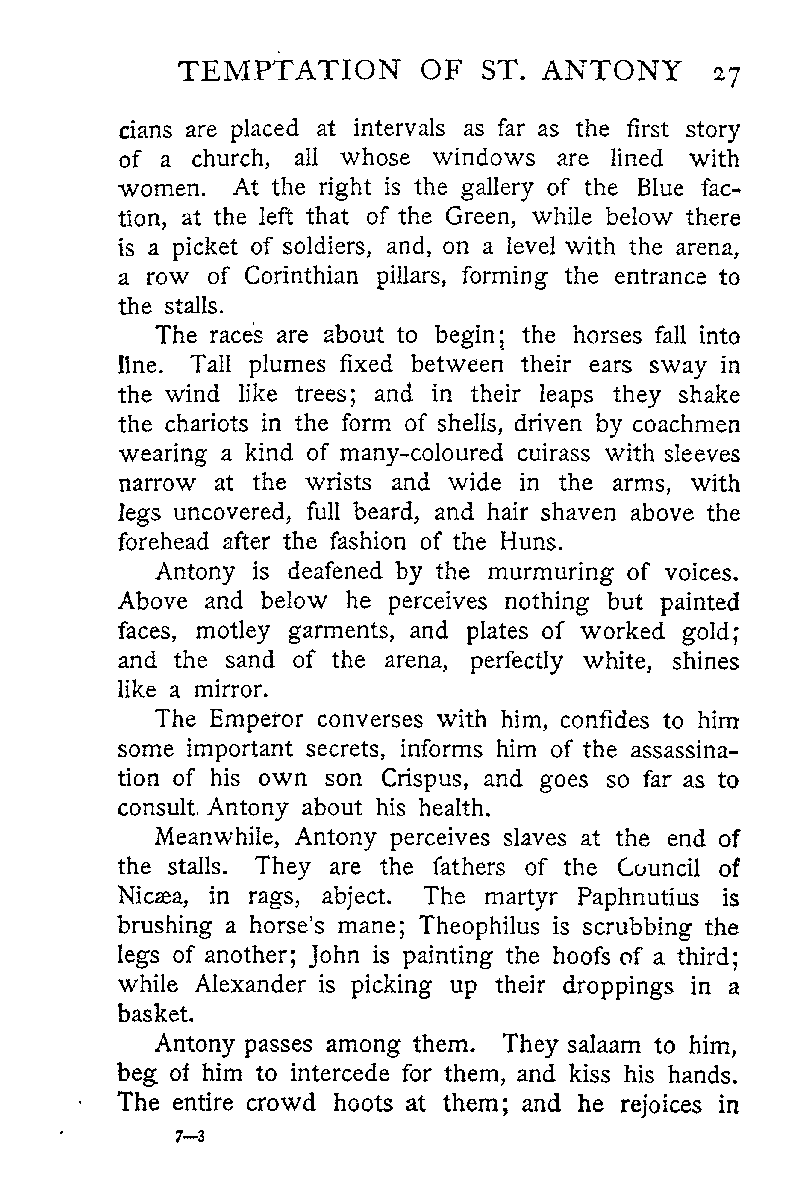 TEMPTATION OF ST. ANTONY 27
cians are placed at intervals as far as the first story
of a church, all whose windows are lined with
women. At the right is the gallery of the Blue fac-
tion, at the left that of the Green, while below there
is a picket of soldiers, and, on a level with the arena,
a row of Corinthian pillars, forming the entrance to
the stalls.
The races are about to begin; the horses fall into
line. Tall plumes fixed between their ears sway in
the wind like trees; and in their leaps they shake
the chariots in the form of shells, driven by coachmen
wearing a kind of many-coloured cuirass with sleeves
narrow at the wrists and wide in the arms, with
legs uncovered, full beard, and hair shaven above the
forehead after the fashion of the Huns.
Antony is deafened by the murmuring of voices.
Above and below he perceives nothing but painted
faces, motley garments, and plates of worked gold;
and the sand of the arena, perfectly white, shines
like a mirror.
The Emperor converses with him, confides to him
some important secrets, informs him of the assassina-
tion of his own son Crispus, and goes so far as to
consult Antony about his health.
Meanwhile, Antony perceives slaves at the end of
the stalls. They are the fathers of the Council of
Nicæa, in rags, abject. The martyr Paphnutius is
brushing a horse's mane; Theophilus is scrubbing the
legs of another; John is painting the hoofs of a third;
while Alexander is picking up their droppings in a
basket.
Antony passes among them. They salaam to him,
beg of him to intercede for them, and kiss his hands.
The entire crowd hoots at them; and he rejoices in
7—3